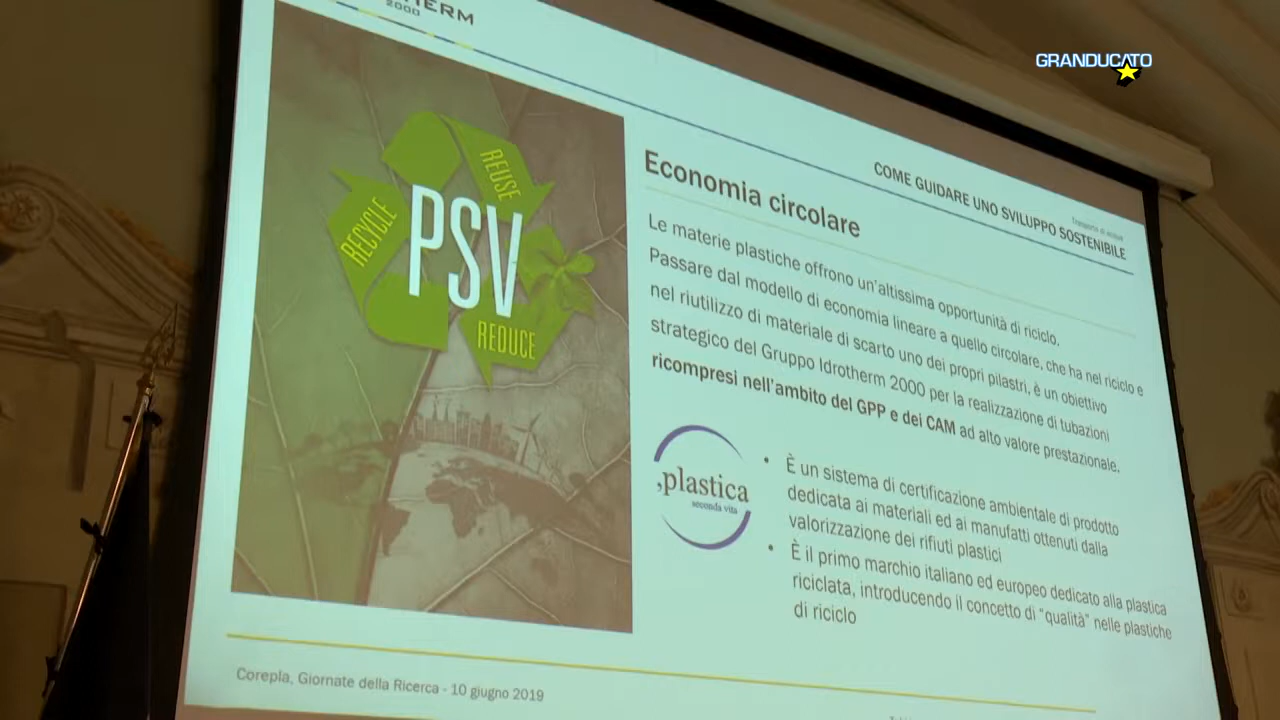 THERM
2000
GRANDUCATO
COME GUIDARE UNO SVILUPPO SOSTENIBILE
REUSE
RECYCLE
PSV
REDUCE
Economia circolare
Le materie plastiche offrono un'altissima opportunità di riciclo.
Passare dal modello di economia lineare a quello circolare, che ha nel riciclo e
nel riutilizzo di materiale di scarto uno dei propri pilastri, è un obiettivo
strategico del Gruppo Idrotherm 2000 per la realizzazione di tubazioni
ricompresi nell'ambito del GPP e dei CAM ad alto valore prestazionale.
plastica
seconda vita
• È un sistema di certificazione ambientale di prodotto
dedicata ai materiali ed ai manufatti ottenuti dalla
valorizzazione dei rifiuti plastici
• È il primo marchio italiano ed europeo dedicato alla plastica
riciclata, introducendo il concetto di "qualità" nelle plastiche
di riciclo
Corepla, Giornate della Ricerca - 10 giugno 2019